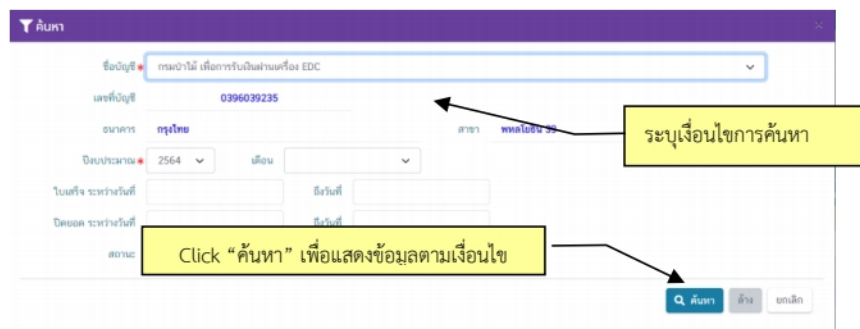 ค้นหา
ชื่อบัญชี * กรมป่าไม้ เพื่อการรับเงินผ่านเครื่อง EDC
เลขที่บัญชี 0396039235
ระบุเงื่อนไขการค้นหา
ธนาคาร กรุงไทย สาขา พหลโยธิน 39
ปีงบประมาณ * 2564 เดือน
ใบเสร็จ ระหว่างวันที่ ถึงวันที่
ปิดยอด ระหว่างวันที่ ถึงวันที่
สถานะ
Click “ค้นหา” เพื่อแสดงข้อมูลตามเงื่อนไข
ค้นหา ล้าง ยกเลิก